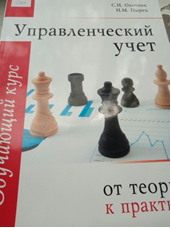 Управленческий
учет
Обучающий курс
от теори
к практи